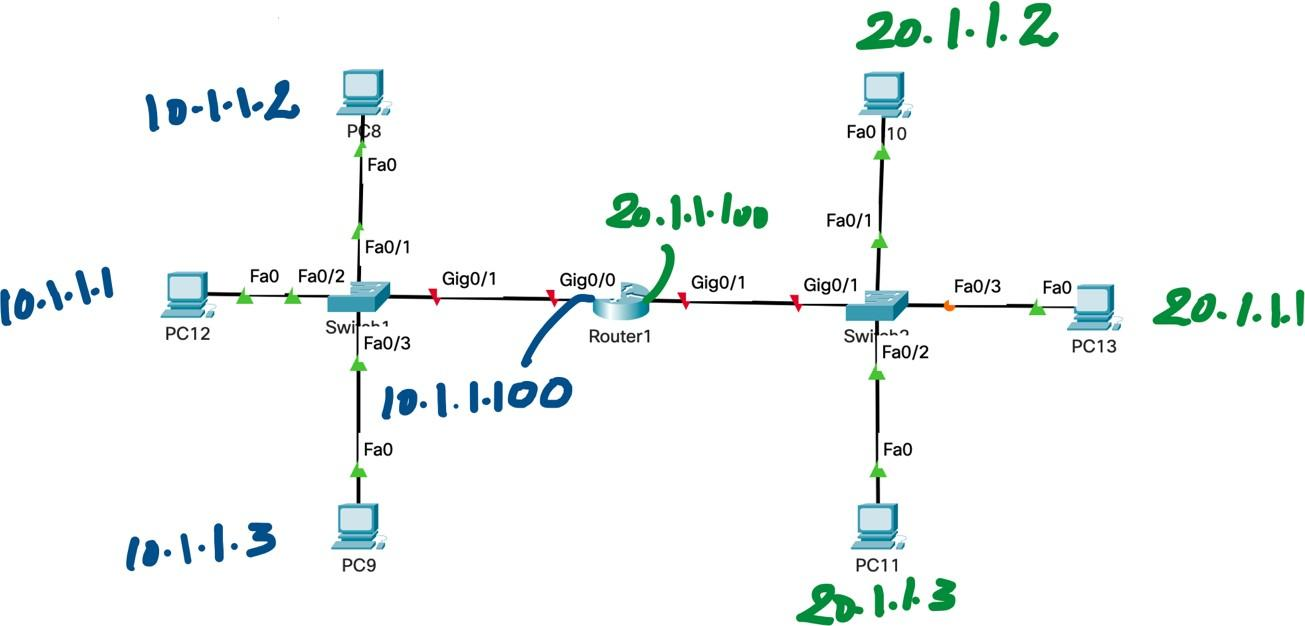 20.1.1.2
10.1.1.2
PC8
Fa0 10
Fa0
20.1.1.100
Fa0/1
Fa0/1
10.1.1.1
Fa0 Fa0/2
Gig0/1 Gig0/0
Gig0/1 Gig0/1
Fa0/3 Fa0
20.1.1.1
PC12
Router1
PC13
Fa0/3
Fa0/2
10.1.1.100
Fa0
Fa0
10.1.1.3
PC9
PC11
20.1.1.3